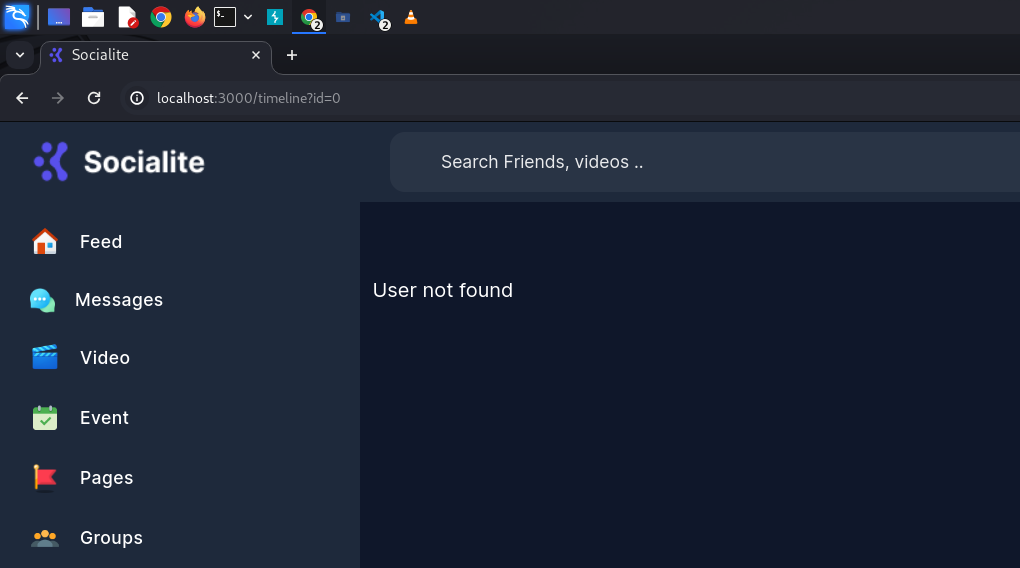 $-
2
2
Socialite
localhost:3000/timeline?id=0
Socialite
Search Friends, videos ..
Feed
User not found
Messages
Video
Event
Pages
Groups